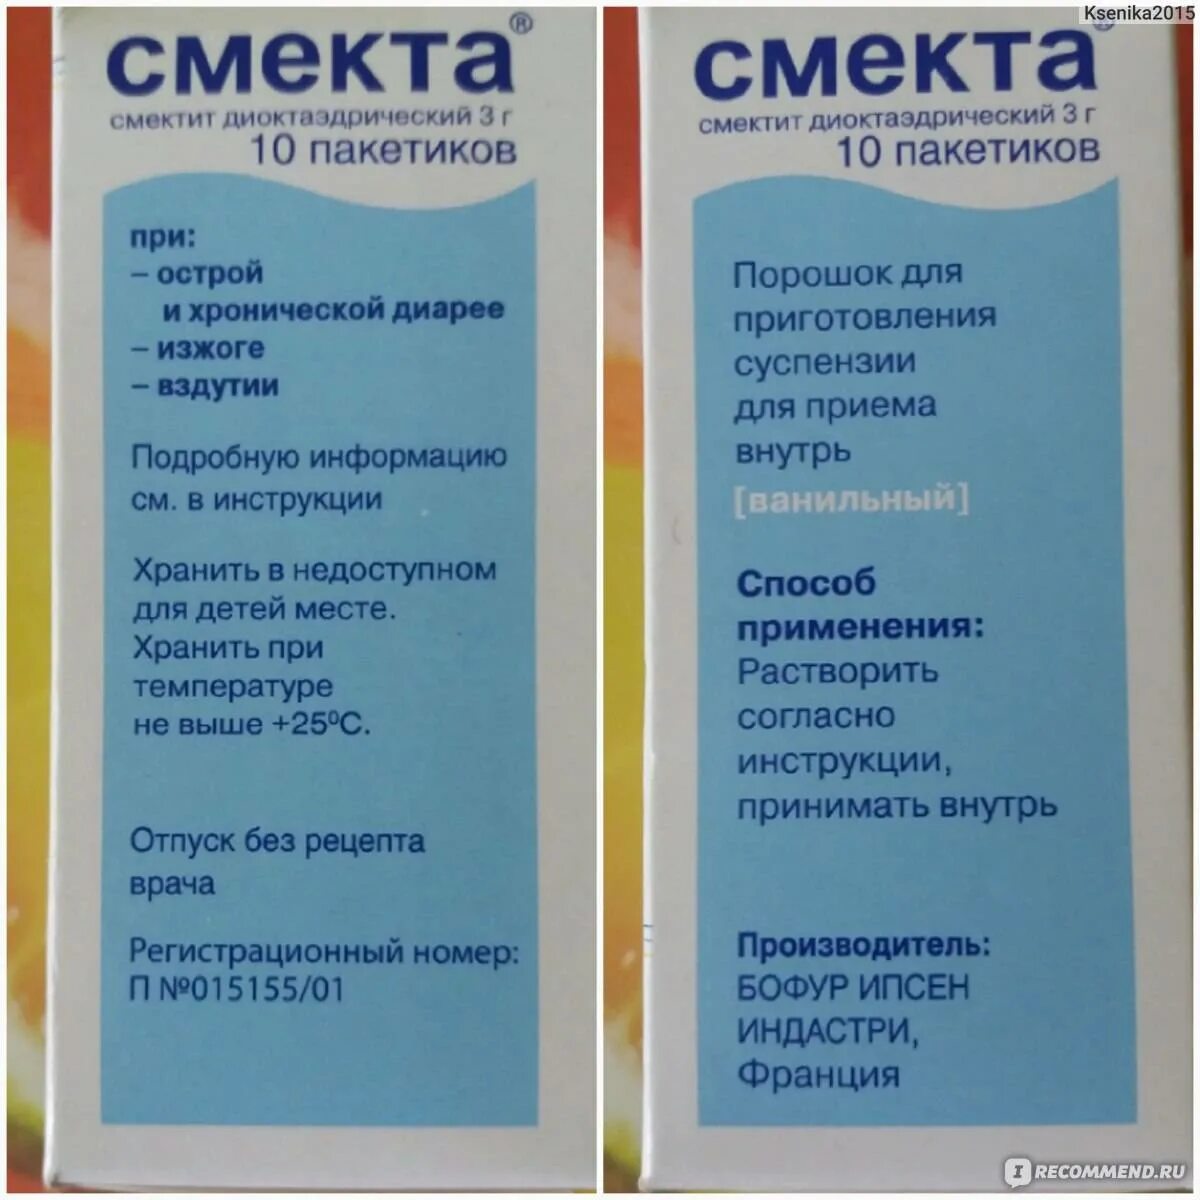 смекта®
смектит диоктаэдрический 3 г
10 пакетиков
при:
– острой
и хронической диарее
– изжоге
– вздутии
Подробную информацию
см. в инструкции
Хранить в недоступном
для детей месте.
Хранить при
температуре
не выше +25⁰С.
Отпуск без рецепта
врача
Регистрационный номер:
П №015155/01
Ksenika2015
смекта®
смектит диоктаэдрический 3 г
10 пакетиков
Порошок для
приготовления
суспензии
для приема
внутрь
[ванильный]
Способ
применения:
Растворить
согласно
инструкции,
принимать внутрь
Производитель:
БОФУР ИПСЕН
ИНДАСТРИ,
Франция
IRECOMMEND.RU